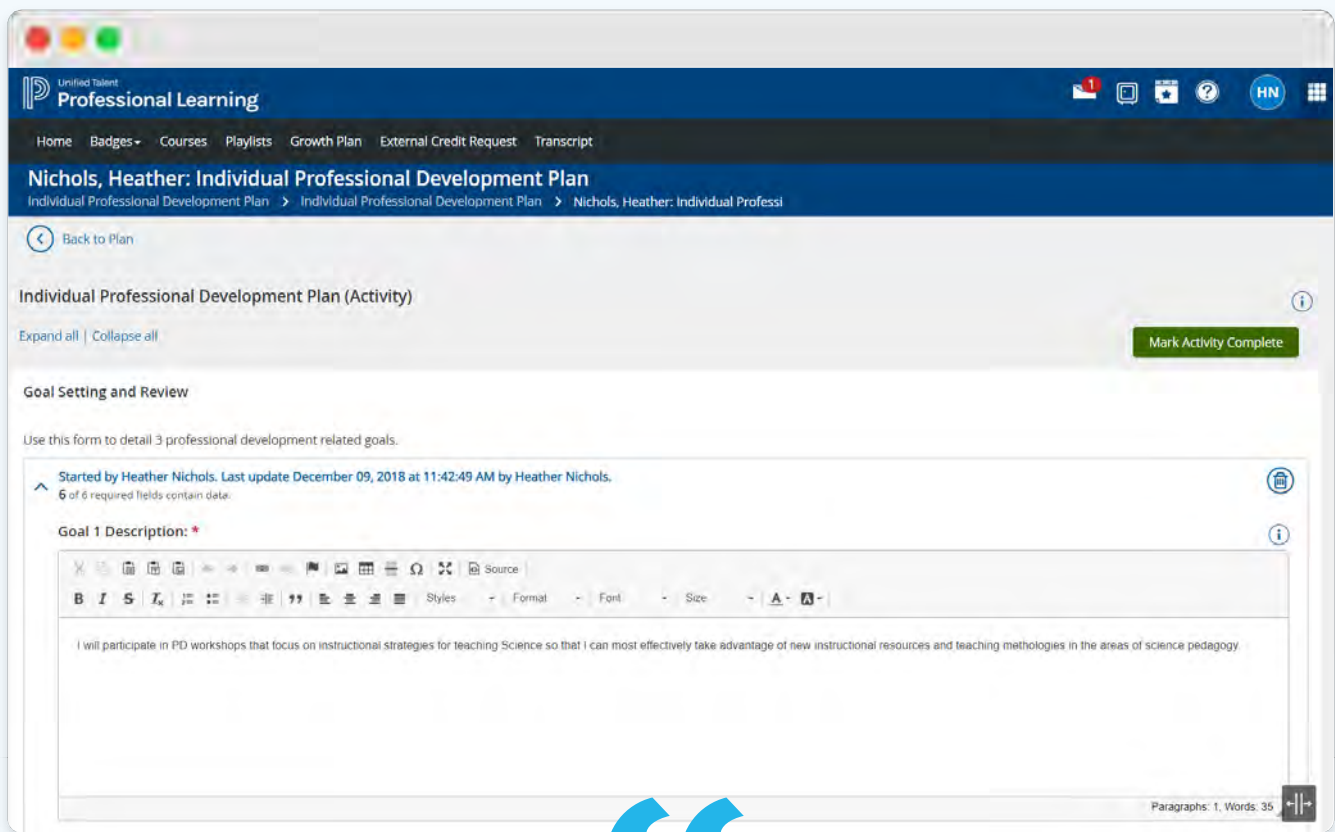 1
Unified Talent
Professional Learning
HN
Home Badges Courses Playlists Growth Plan External Credit Request Transcript
Nichols, Heather: Individual Professional Development Plan
Individual Professional Development Plan > Individual Professional Development Plan > Nichols, Heather: Individual Professi
Back to Plan
Individual Professional Development Plan (Activity)
Expand all | Collapse all
Mark Activity Complete
Goal Setting and Review
Use this form to detail 3 professional development related goals.
Started by Heather Nichols. Last update December 09, 2018 at 11:42:49 AM by Heather Nichols.
6 of 6 required fields contain data.
Goal 1 Description: *
Ω Source
B I S Tx Styles Format Font Size A A
I will participate in PD workshops that focus on instructional strategies for teaching Science so that I can most effectively take advantage of new instructional resources and teaching methologies in the areas of science pedagogy
Paragraphs: 1, Words: 35